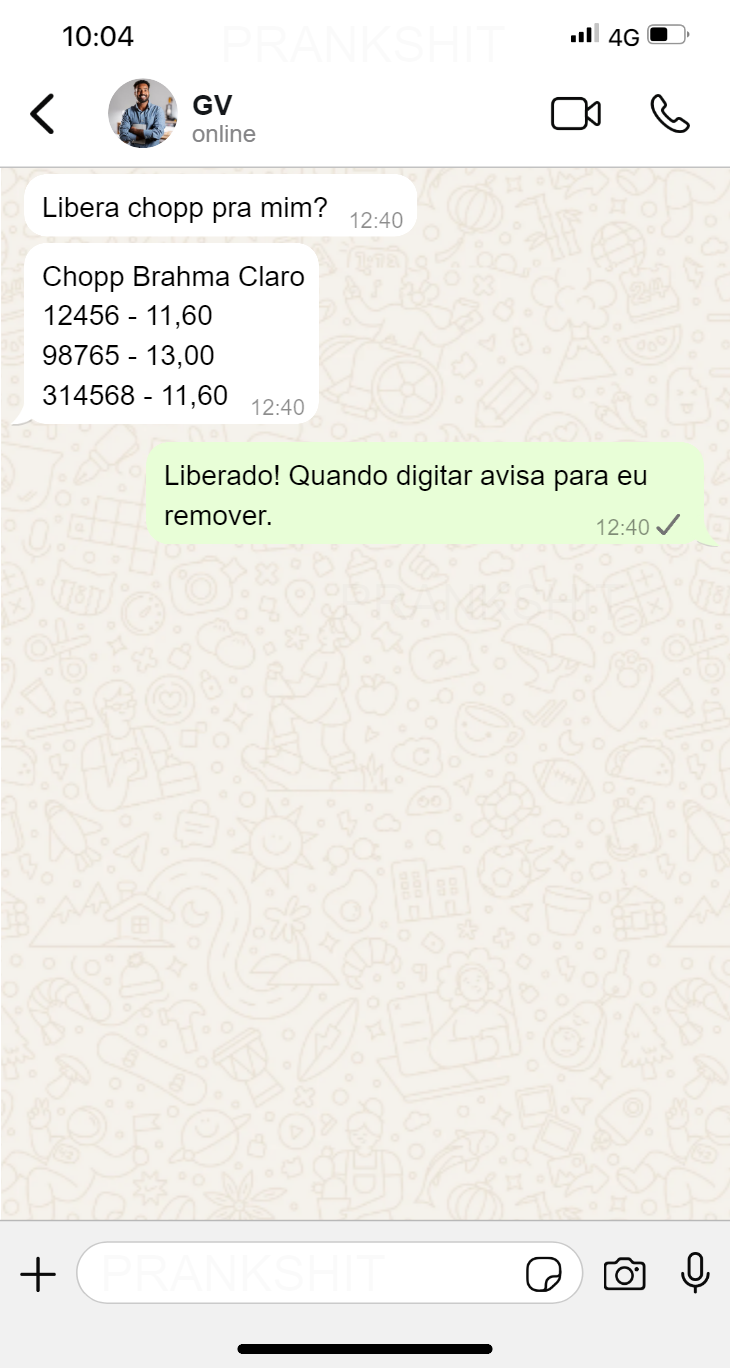 PRANKSHIT
10:04
4G
GV
online
Libera chopp pra mim?
12:40
Chopp Brahma Claro
12456 - 11,60
98765 - 13,00
314568 - 11,60
12:40
Liberado! Quando digitar avisa para eu
remover.
12:40
PRANKSHIT